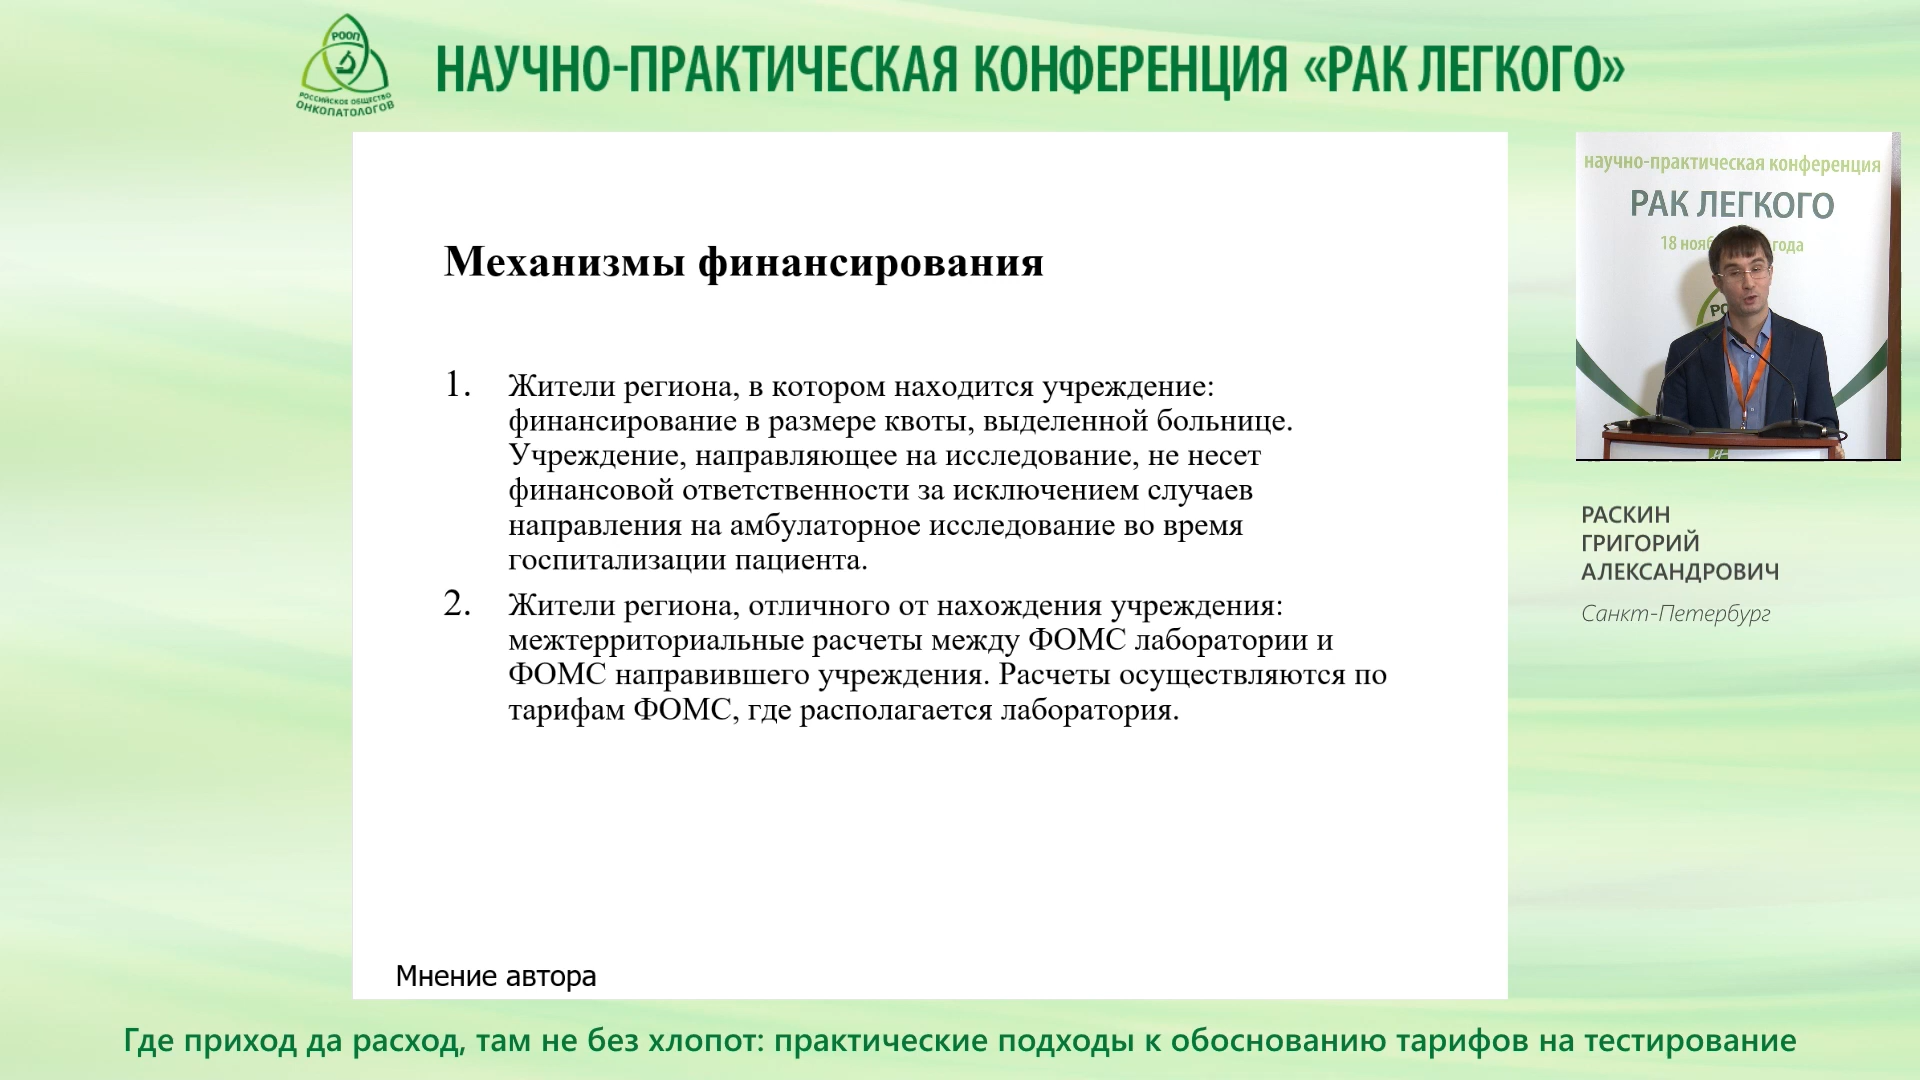 РООП
РОССИЙСКОЕ ОБЩЕСТВО
ОНКОПАТОЛОГОВ
НАУЧНО-ПРАКТИЧЕСКАЯ КОНФЕРЕНЦИЯ «РАК ЛЕГКОГО»
Механизмы финансирования
1. Жители региона, в котором находится учреждение:
финансирование в размере квоты, выделенной больнице.
Учреждение, направляющее на исследование, не несет
финансовой ответственности за исключением случаев
направления на амбулаторное исследование во время
госпитализации пациента.
2. Жители региона, отличного от нахождения учреждения:
межтерриториальные расчеты между ФОМС лаборатории и
ФОМС направившего учреждения. Расчеты осуществляются по
тарифам ФОМС, где располагается лаборатория.
Мнение автора
научно-практическая конференция
РАК ЛЕГКОГО
18 года
РАСКИН
ГРИГОРИЙ
АЛЕКСАНДРОВИЧ
Санкт-Петербург
Где приход да расход, там не без хлопот: практические подходы к обоснованию тарифов на тестирование